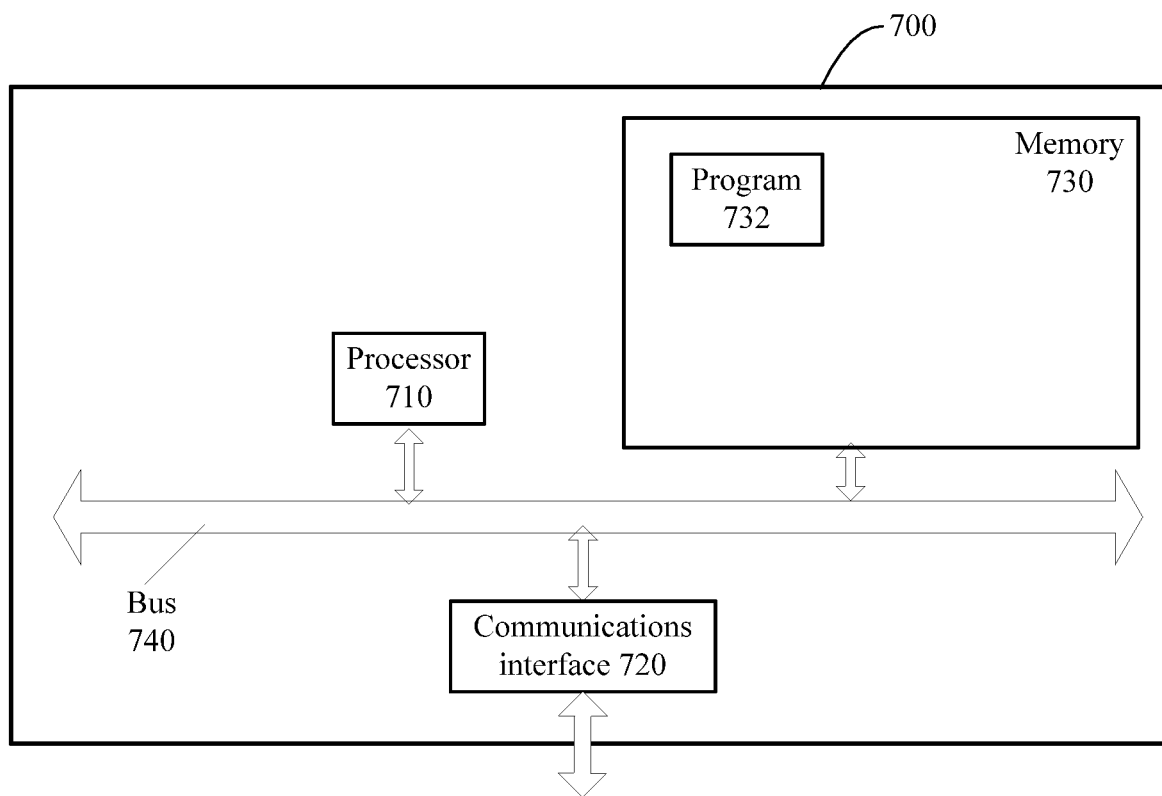 700
Memory
730
Program
732
Processor
710
Bus
740
Communications
interface 720